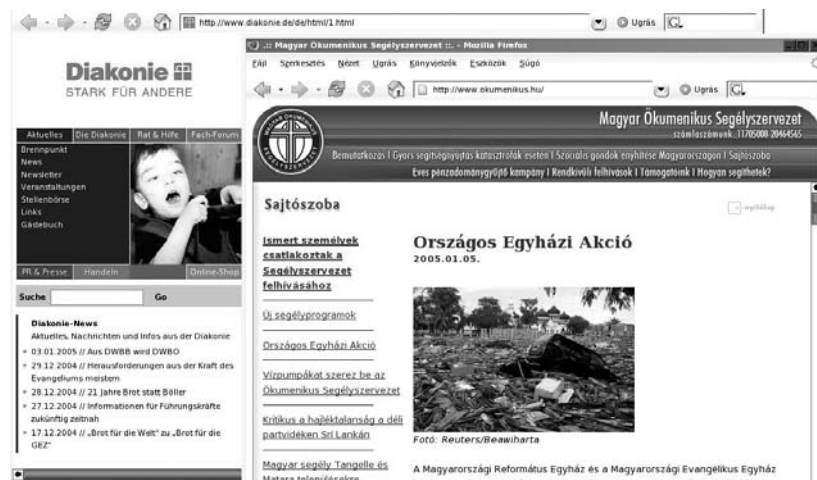 http://www.diakonie.de/de/html/1.html
Ugrás
Diakonie
STARK FÜR ANDERE
Aktuelles
Die Diakonie
Rat & Hilfe
Fach-Forum
Brennpunkt
News
Newsletter
Veranstaltungen
Stellenbörse
Links
Gästebuch
PR & Presse
Handeln
Online-Shop
Suche
Go
Diakonie-News
Aktuelles, Nachrichten und Infos aus der Diakonie
03.01.2005 // Aus DWBB wird DWBO
29.12.2004 // Herausforderungen aus der Kraft des
Evangeliums meistern
28.12.2004 // 21 Jahre Brot statt Böller
27.12.2004 // Informationen für Führungskräfte
zukünftig zeitnah
17.12.2004 // „Brot für die Welt" zu „Brot für die
GEZ"
.:: Magyar Ökumenikus Segélyszervezet ::. - Mozilla Firefox
Fájl Szerkesztés Nézet Ugrás Könyvjelzők Eszközök Súgó
http://www.okumenikus.hu/
Ugrás
Magyar Ökumenikus Segélyszervezet
számlaszámunk: 11705008-20464565
MAGYAR ÖKUMENIKUS
SEGÉLYSZERVEZET
Bemutatkozás | Gyors segítségnyújtás katasztrófák esetén | Szociális gondok enyhítése Magyarországon | Sajtószoba
Éves pénzadománygyűjtő kampány | Rendkívüli felhívások | Támogatóink | Hogyan segíthetek?
Sajtószoba
nyitólap
Ismert személyek
csatlakoztak a
Segélyszervezet
felhívásához
Új segélyprogramok
Országos Egyházi Akció
Vízpumpákat szerez be az
Ökumenikus Segélyszervezet
Kritikus a hajléktalanság a déli
partvidéken Srí Lankán
Magyar segély Tangelle és
Matara településekre
Országos Egyházi Akció
2005.01.05.
Fotó: Reuters/Beawiharta
A Magyarországi Református Egyház és a Magyarországi Evangélikus Egyház